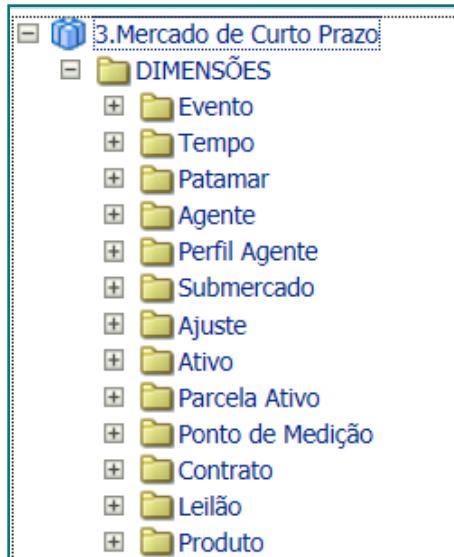 3.Mercado de Curto Prazo
DIMENSÕES
Evento
Tempo
Patamar
Agente
Perfil Agente
Submercado
Ajuste
Ativo
Parcela Ativo
Ponto de Medição
Contrato
Leilão
Produto